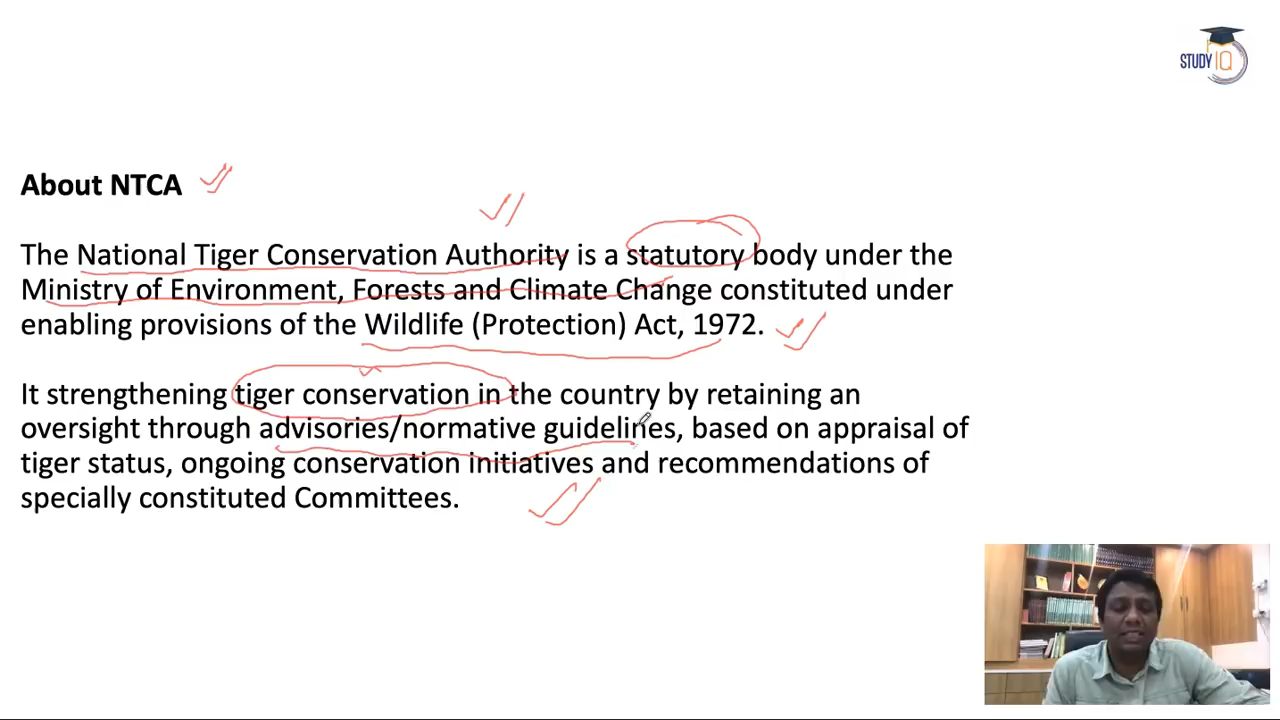 STUDY IQ
About NTCA
The National Tiger Conservation Authority is a statutory body under the
Ministry of Environment, Forests and Climate Change constituted under
enabling provisions of the Wildlife (Protection) Act, 1972.
It strengthening tiger conservation in the country by retaining an
oversight through advisories/normative guidelines, based on appraisal of
tiger status, ongoing conservation initiatives and recommendations of
specially constituted Committees.